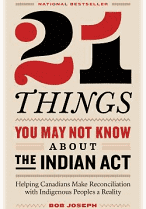 NATIONAL BESTSELLER
21
THINGS
YOU MAY NOT KNOW
ABOUT
THE INDIAN ACT
Helping Canadians Make Reconciliation
with Indigenous Peoples a Reality
BOB JOSEPH